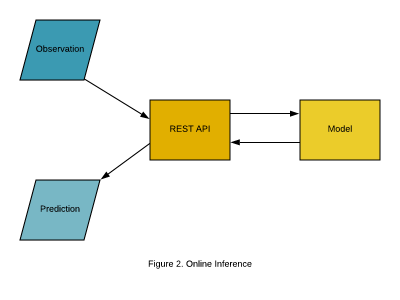 Observation
REST API
Model
Prediction
Figure 2. Online Inference